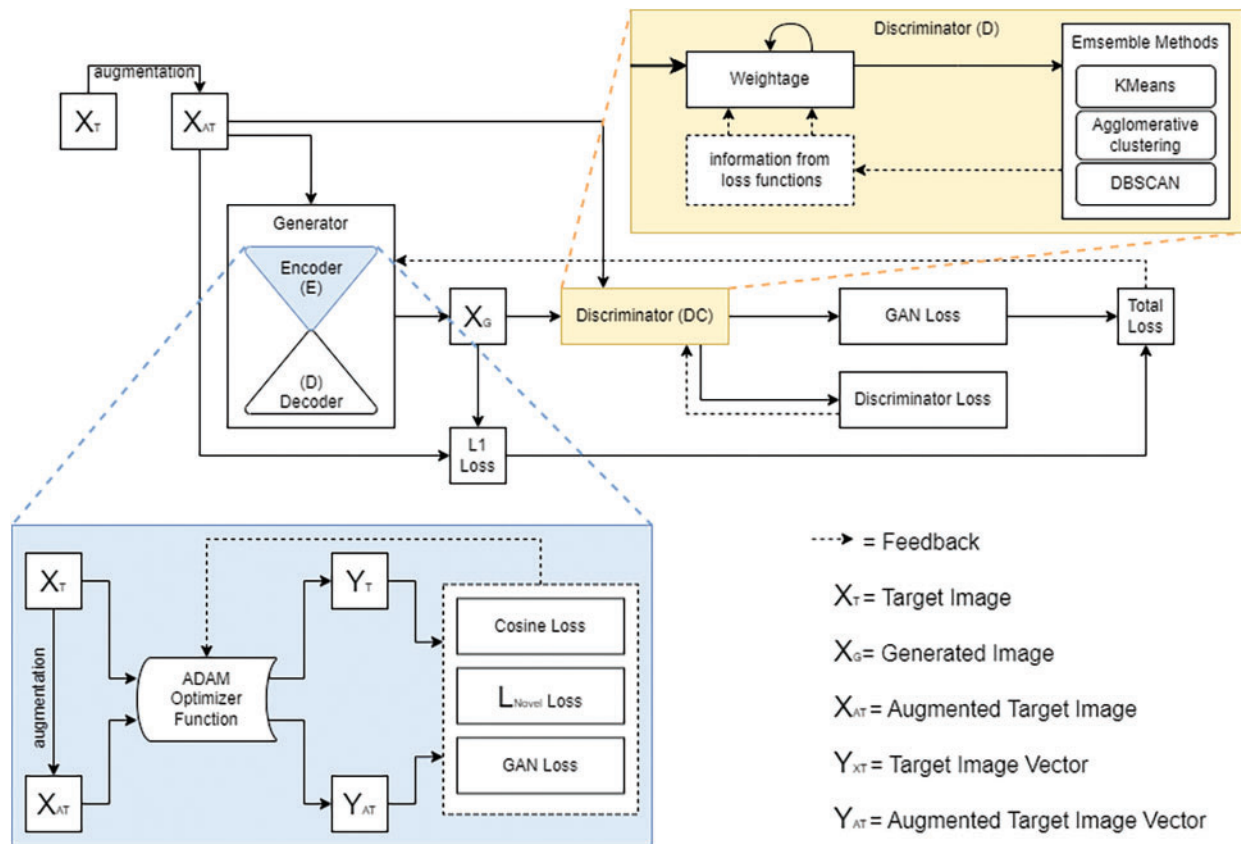 Discriminator (D)
Weightage
information from
loss functions
Emsemble Methods
KMeans
Agglomerative
clustering
DBSCAN
augmentation
XT
XAT
Generator
Encoder
(E)
(D)
Decoder
XG
Discriminator (DC)
GAN Loss
Total
Loss
Discriminator Loss
L1
Loss
XT
augmentation
XAT
ADAM
Optimizer
Function
YT
YAT
Cosine Loss
LNovel Loss
GAN Loss
= Feedback
XT= Target Image
XG= Generated Image
XAT= Augmented Target Image
YXT= Target Image Vector
YAT= Augmented Target Image Vector